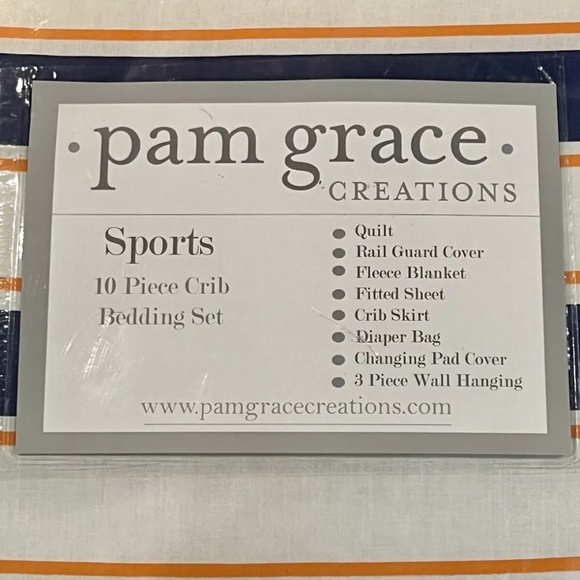 ·pam grace·
CREATIONS
Sports
10 Piece Crib
Bedding Set
● Quilt
● Rail Guard Cover
● Fleece Blanket
● Fitted Sheet
● Crib Skirt
● Diaper Bag
● Changing Pad Cover
● 3 Piece Wall Hanging
www.pamgracecreations.com